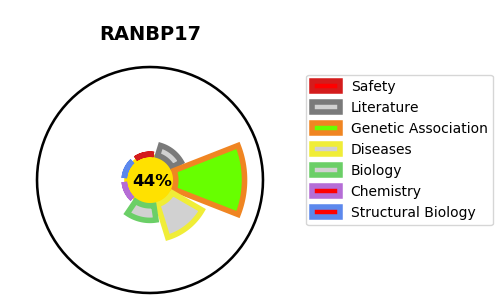 RANBP17
44%
Safety
Literature
Genetic Association
Diseases
Biology
Chemistry
Structural Biology